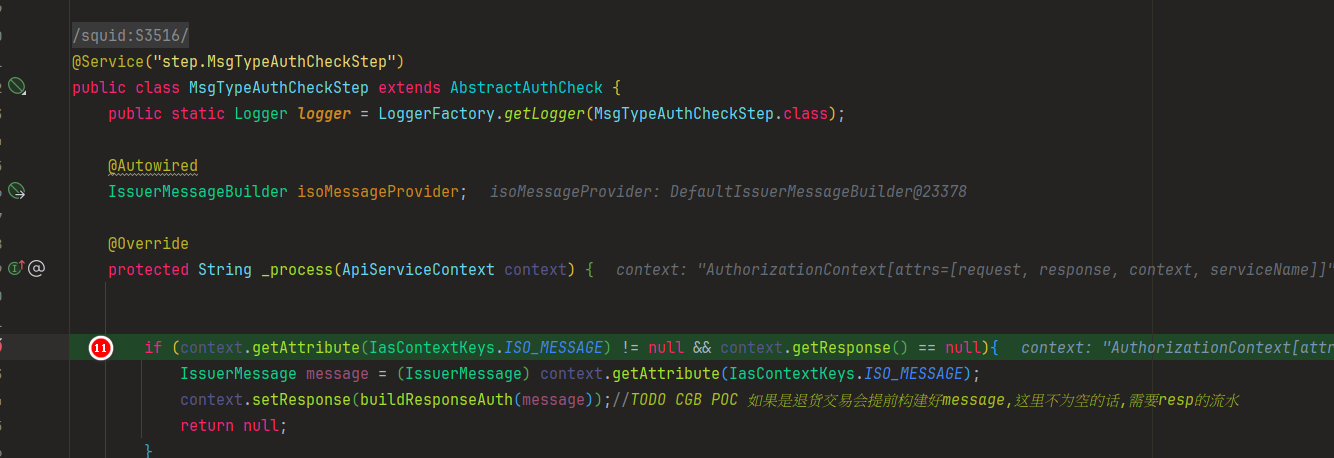 /squid:S3516/
@Service("step.MsgTypeAuthCheckStep")
public class MsgTypeAuthCheckStep extends AbstractAuthCheck {
public static Logger logger = LoggerFactory.getLogger(MsgTypeAuthCheckStep.class);
@Autowired
IssuerMessageBuilder isoMessageProvider; isoMessageProvider: DefaultIssuerMessageBuilder@23378
@Override
protected String _process(ApiServiceContext context) { context: "AuthorizationContext[attrs=[request, response, context, serviceName]]"
11 if (context.getAttribute(IasContextKeys.ISO_MESSAGE) != null && context.getResponse() == null){ context: "AuthorizationContext[attr
IssuerMessage message = (IssuerMessage) context.getAttribute(IasContextKeys.ISO_MESSAGE);
context.setResponse(buildResponseAuth(message));//TODO CGB POC 如果是退货交易会提前构建好message,这里不为空的话,需要resp的流水
return null;
}